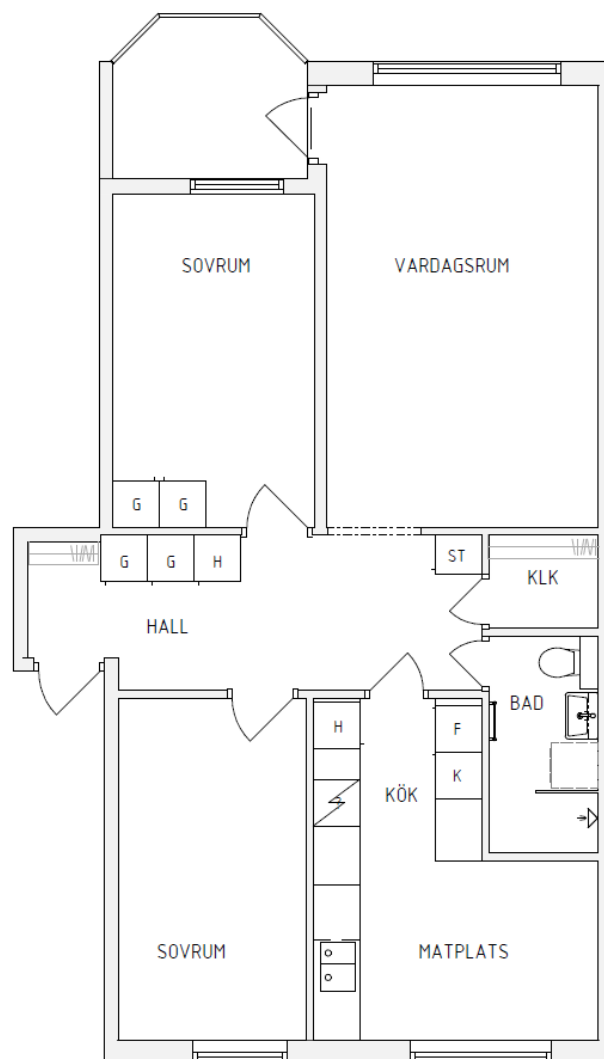 SOVRUM
VARDAGSRUM
G G
G G H
ST
KLK
HALL
BAD
H
F
K
KÖK
SOVRUM
MATPLATS